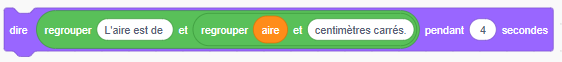 dire regrouper L'aire est de et regrouper aire et centimètres carrés. pendant 4 secondes